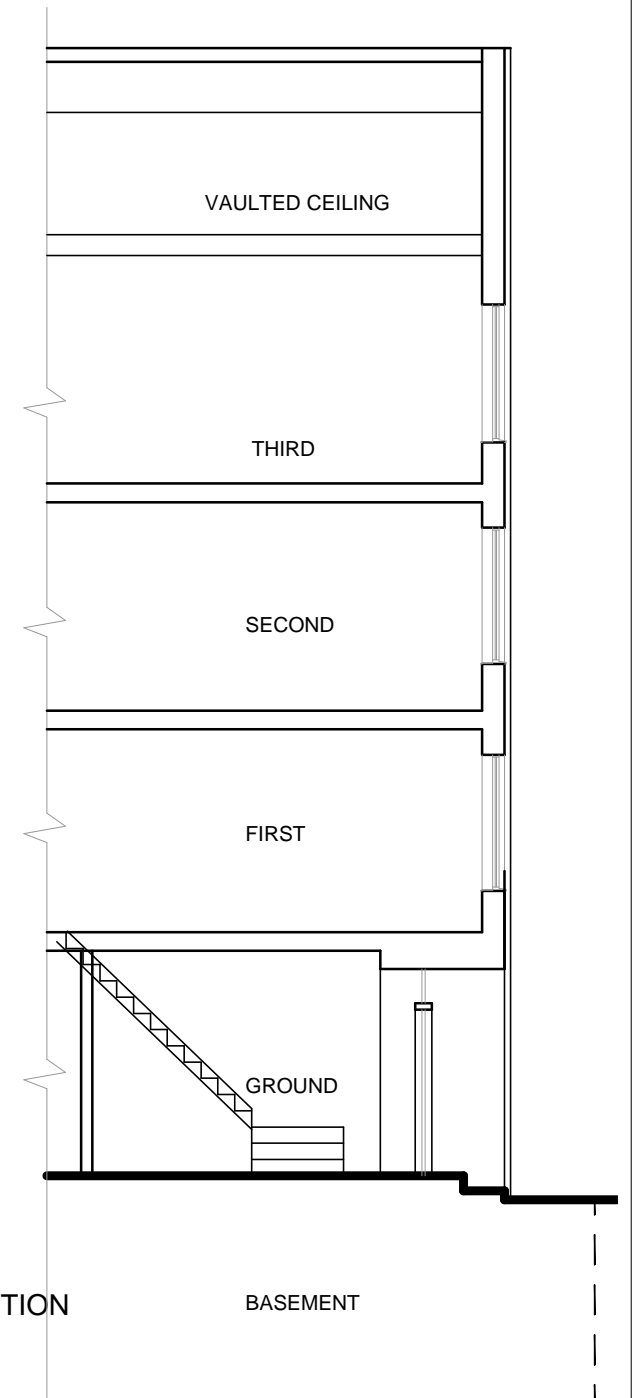 VAULTED CEILING
THIRD
SECOND
FIRST
GROUND
TION
BASEMENT